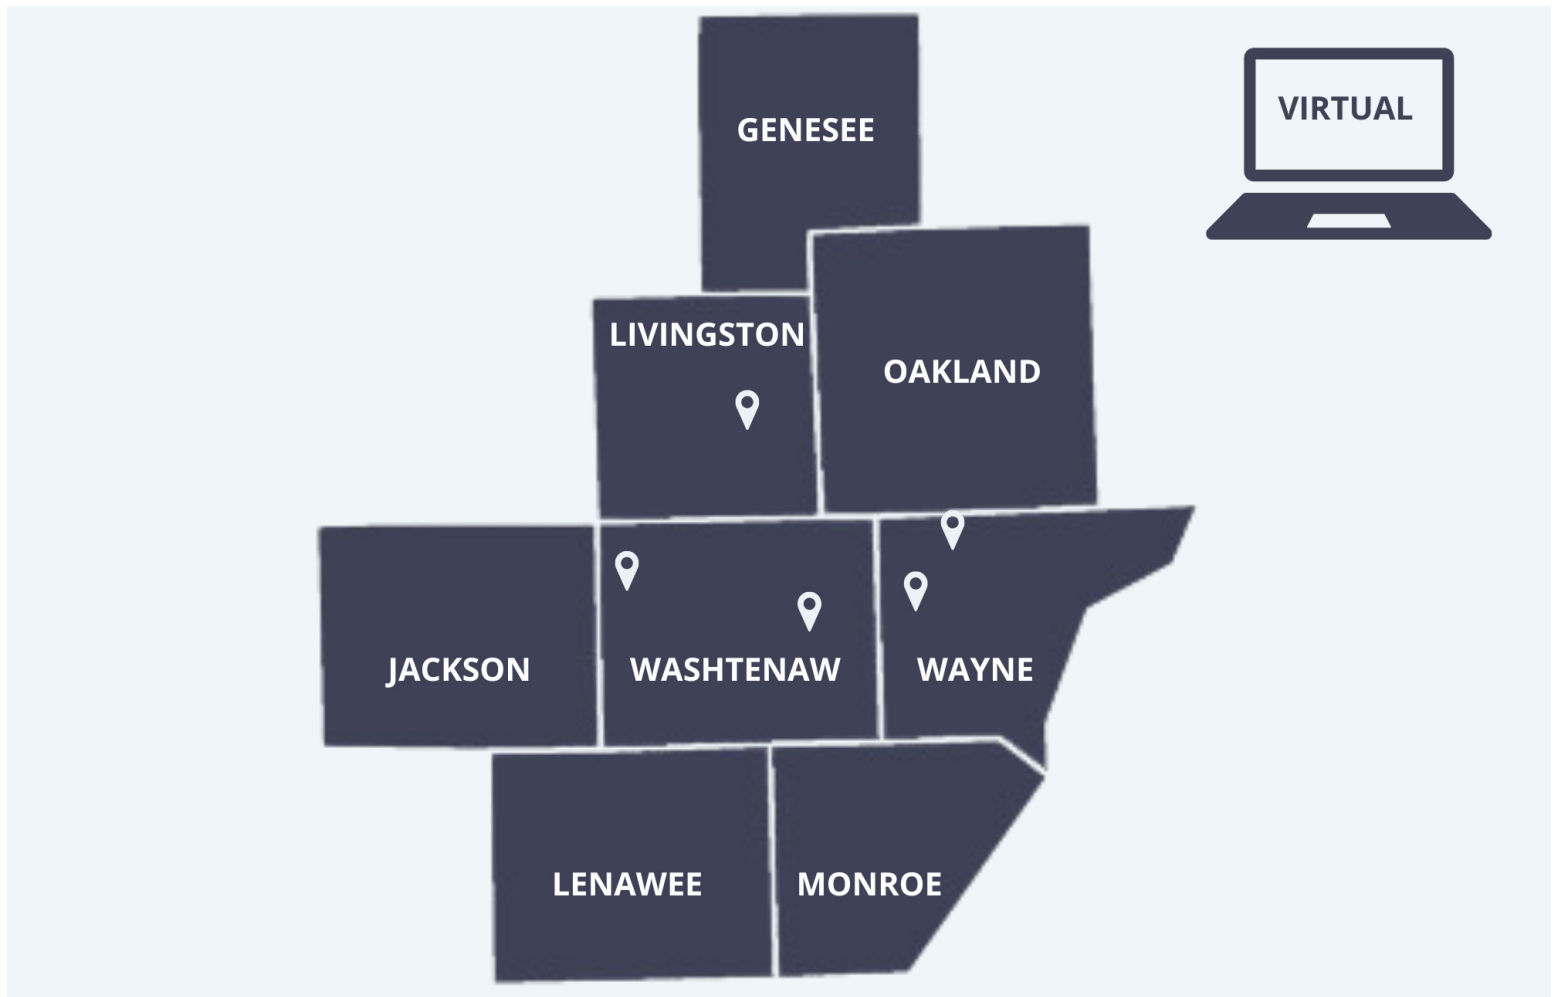 GENESEE
VIRTUAL
LIVINGSTON
OAKLAND
JACKSON
WASHTENAW
WAYNE
LENAWEE
MONROE